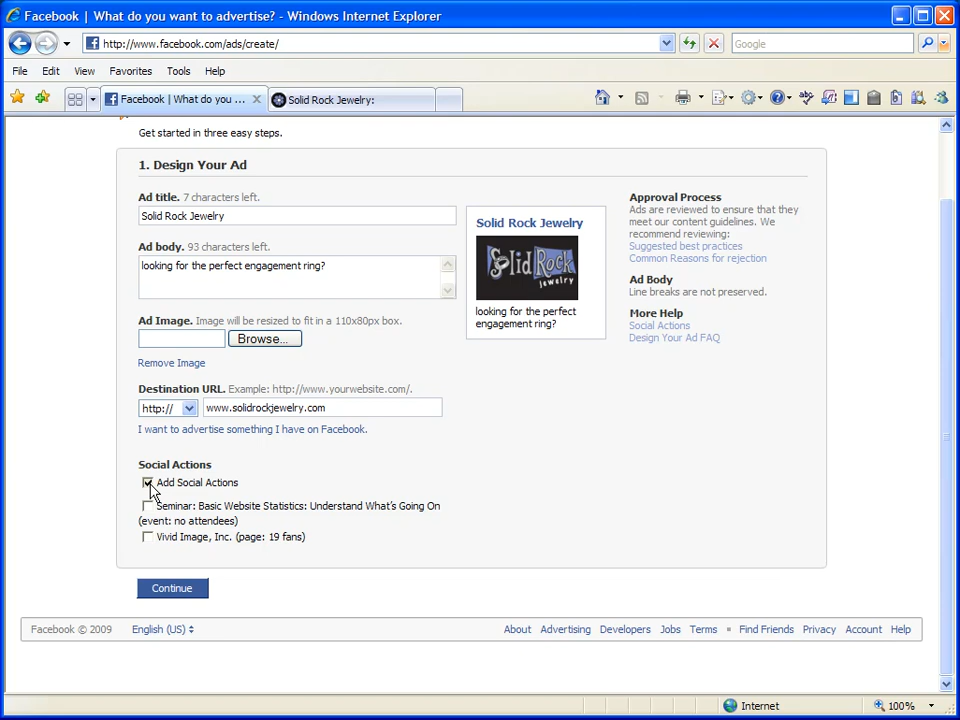 Facebook | What do you want to advertise? - Windows Internet Explorer
http://www.facebook.com/ads/create/
Google
File Edit View Favorites Tools Help
Facebook | What do you ... Solid Rock Jewelry:
Get started in three easy steps.
1. Design Your Ad
Ad title. 7 characters left.
Solid Rock Jewelry
Ad body. 93 characters left.
looking for the perfect engagement ring?
Ad Image. Image will be resized to fit in a 110x80px box.
Browse...
Remove Image
Destination URL. Example: http://www.yourwebsite.com/.
http:// www.solidrockjewelry.com
I want to advertise something I have on Facebook.
Social Actions
Add Social Actions
Seminar: Basic Website Statistics: Understand What's Going On
(event: no attendees)
Vivid Image, Inc. (page: 19 fans)
Continue
Solid Rock Jewelry
Solid Rock
jewelry
looking for the perfect
engagement ring?
Approval Process
Ads are reviewed to ensure that they
meet our content guidelines. We
recommend reviewing:
Suggested best practices
Common Reasons for rejection
Ad Body
Line breaks are not preserved.
More Help
Social Actions
Design Your Ad FAQ
Facebook © 2009 English (US) About Advertising Developers Jobs Terms Find Friends Privacy Account Help
Internet 100%